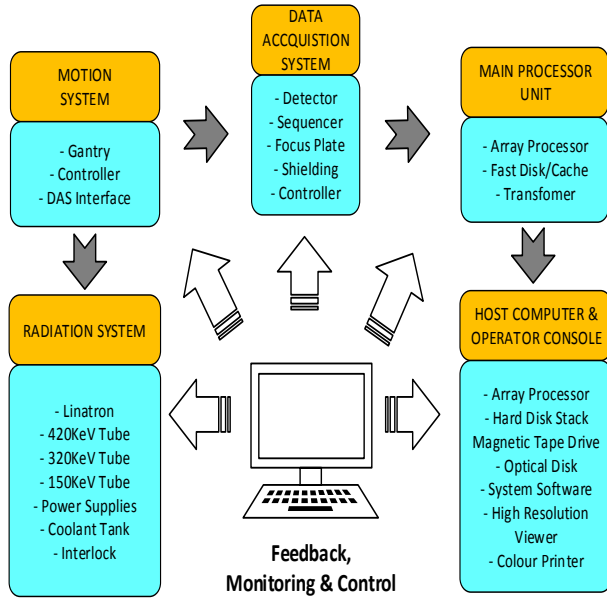 MOTION
SYSTEM
- Gantry
- Controller
- DAS Interface
DATA
ACCQUISTION
SYSTEM
- Detector
- Sequencer
- Focus Plate
- Shielding
- Controller
MAIN PROCESSOR
UNIT
- Array Processor
- Fast Disk/Cache
- Transfomer
RADIATION SYSTEM
- Linatron
- 420KeV Tube
- 320KeV Tube
- 150KeV Tube
- Power Supplies
- Coolant Tank
- Interlock
HOST COMPUTER &
OPERATOR CONSOLE
- Array Processor
- Hard Disk Stack
Magnetic Tape Drive
- Optical Disk
- System Software
- High Resolution
Viewer
- Colour Printer
Feedback,
Monitoring & Control